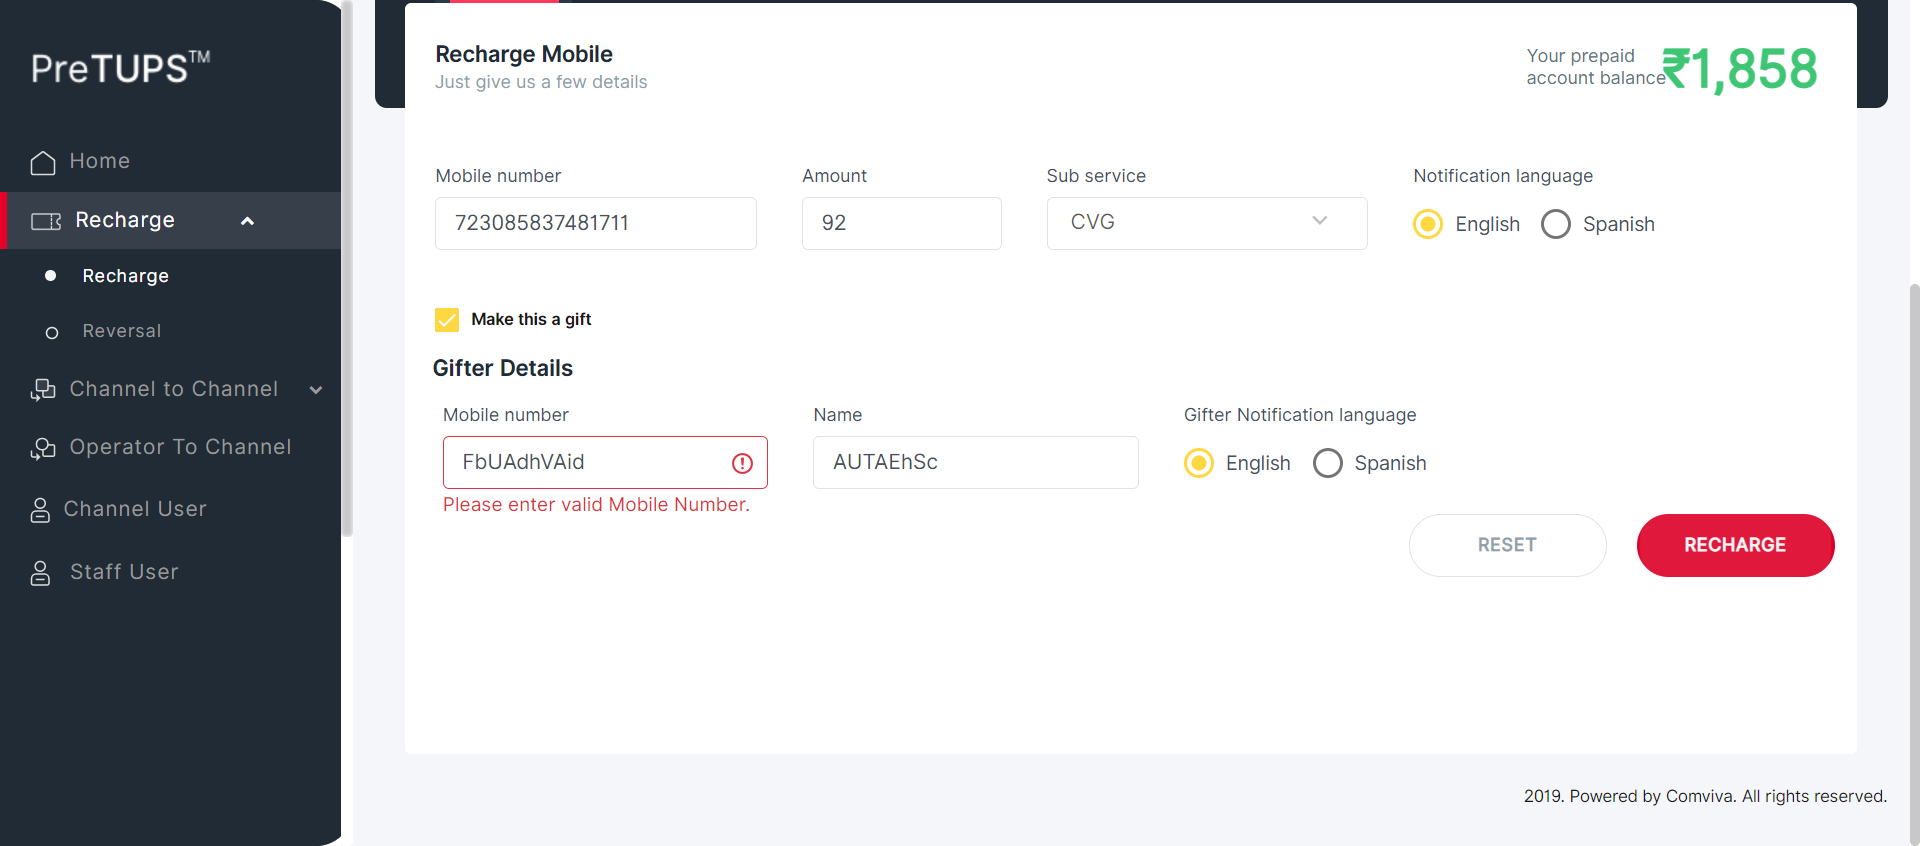 PreTUPS™
Home
Recharge
Recharge
Reversal
Channel to Channel
Operator To Channel
Channel User
Staff User
Recharge Mobile
Just give us a few details
Your prepaid
account balance
₹1,858
Mobile number
Amount
Sub service
Notification language
723085837481711
92
CVG
English
Spanish
Make this a gift
Gifter Details
Mobile number
Name
Gifter Notification language
FbUAdhVAid
AUTAEhSc
English
Spanish
Please enter valid Mobile Number.
RESET
RECHARGE
2019. Powered by Comviva. All rights reserved.